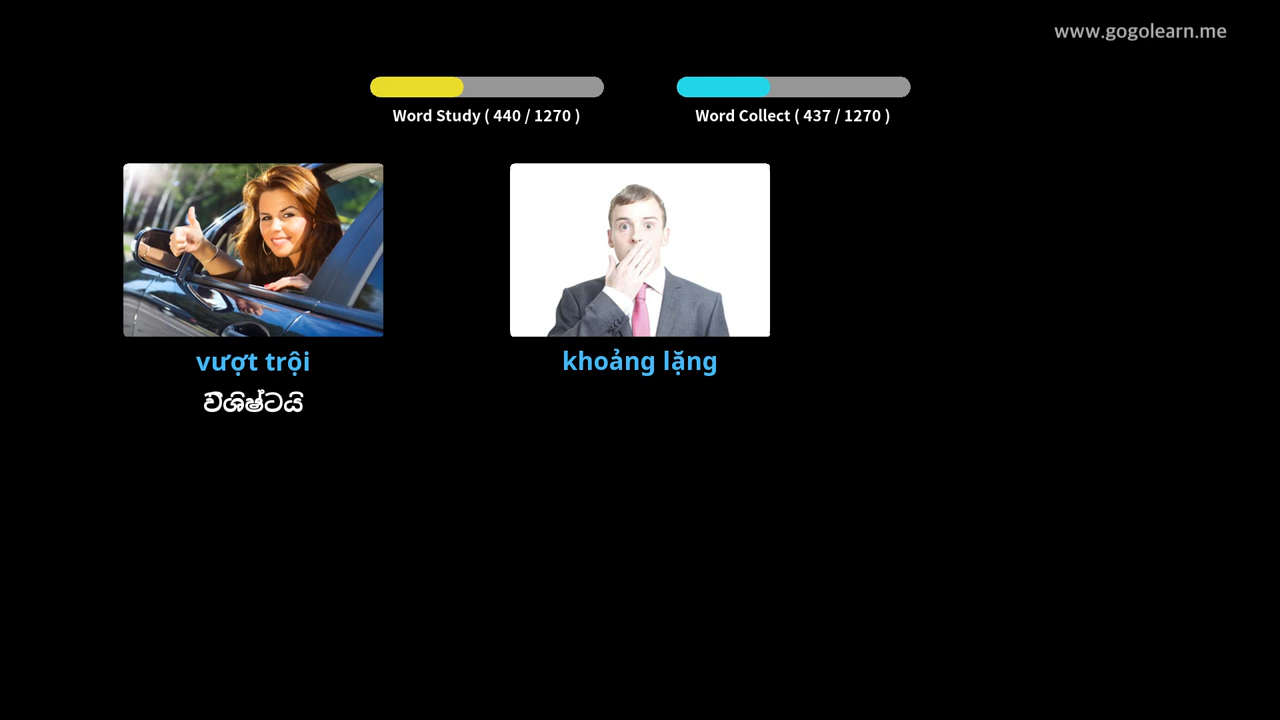 www.gogolearn.me
Word Study ( 440 / 1270 )
Word Collect ( 437 / 1270 )
vượt trội
khoảng lặng
විශිෂ්ටයි